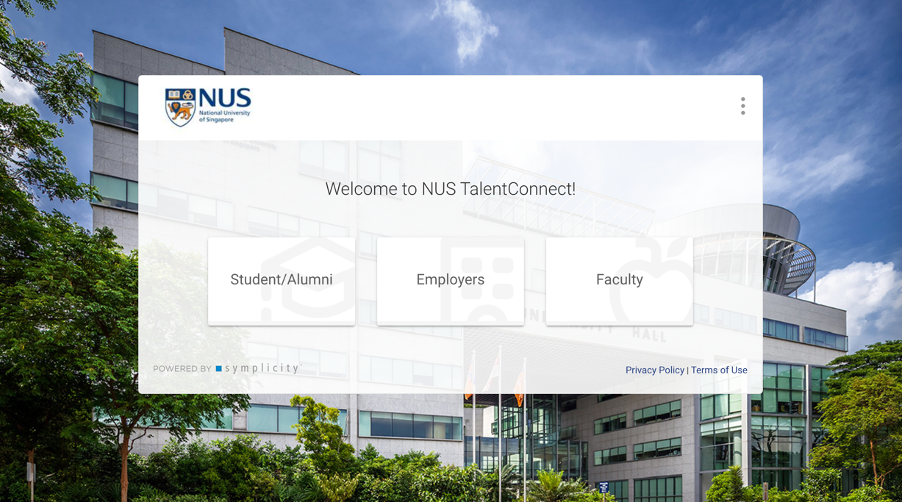 NUS
National University
of Singapore
Welcome to NUS TalentConnect!
Student/Alumni
Employers
Faculty
HALL
POWERED BY symplicity
Privacy Policy | Terms of Use